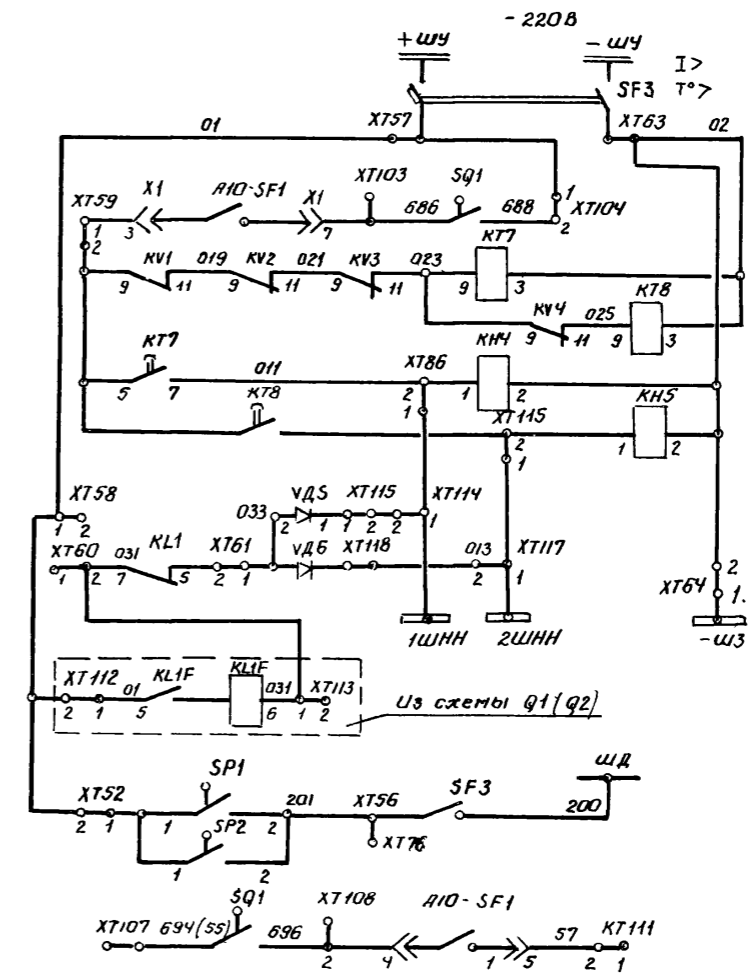 - 220 В
+ШУ
-ШУ
I>
SF3 T°>
01 XT57 XT63 02
XT59 X1 A10-SF1 X1 XT103 SQ1
1 3 7 686 688 1 XT104
2 2
KV1 019 KV2 021 KV3 023 KT7
9 11 9 11 9 11 9 3
KV4 025 KT8
9 11 9 3
KT7 011 XT86 KH4
5 7 2 1 2
KT8 1 KH5
XT115
2 1 2
1
XT58 VД5 XT115 XT114
1 2 033 2 1 1 2 2 1
XT60 031 KL1 XT61 VД6 XT118 013 XT117
1 2 7 5 2 1 2 1
2
XT64 1.
1ШНН 2ШНН -ШЗ
XT112 01 KL1F KL1F 031 XT113
2 1 5 6 1 2
Из схемы Q1(Q2)
SP1 ШД
XT52 201 XT56 SF3 200
2 1 1 2
SP2 XT76
1 2
SQ1
XT107 694(55) 696 XT108 A10-SF1 57 KT111
2 4 1 5 2 1